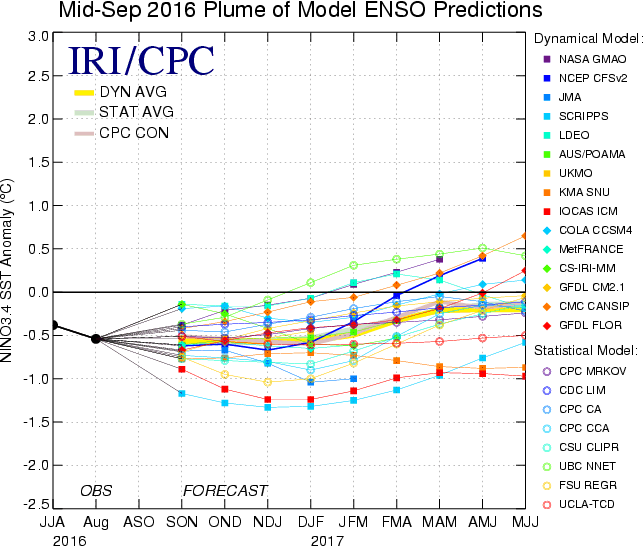 Mid-Sep 2016 Plume of Model ENSO Predictions
NINO3.4 SST Anomaly (ºC)
3.0
2.5
2.0
1.5
1.0
0.5
0.0
-0.5
-1.0
-1.5
-2.0
-2.5
IRI/CPC
DYN AVG
STAT AVG
CPC CON
OBS FORECAST
JJA Aug ASO SON OND NDJ DJF JFM FMA MAM AMJ MJJ
2016 2017
Dynamical Model:
NASA GMAO
NCEP CFSv2
JMA
SCRIPPS
LDEO
AUS/POAMA
UKMO
KMA SNU
IOCAS ICM
COLA CCSM4
MetFRANCE
CS-IRI-MM
GFDL CM2.1
CMC CANSIP
GFDL FLOR
Statistical Model:
CPC MRKOV
CDC LIM
CPC CA
CPC CCA
CSU CLIPR
UBC NNET
FSU REGR
UCLA-TCD